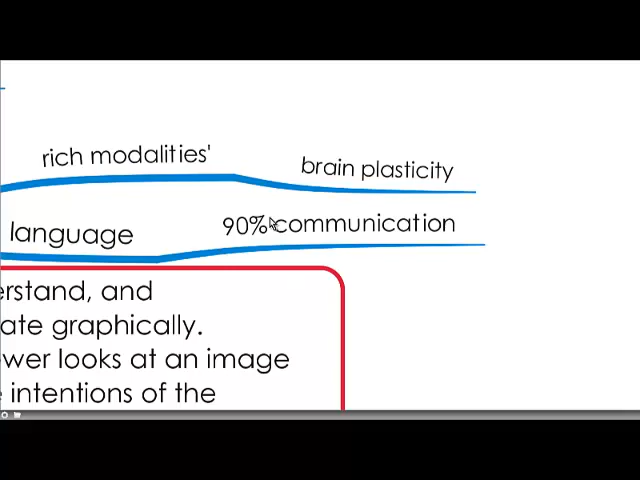 rich modalities'
brain plasticity
language
90% communication
erstand, and
ate graphically.
wer looks at an image
intentions of the